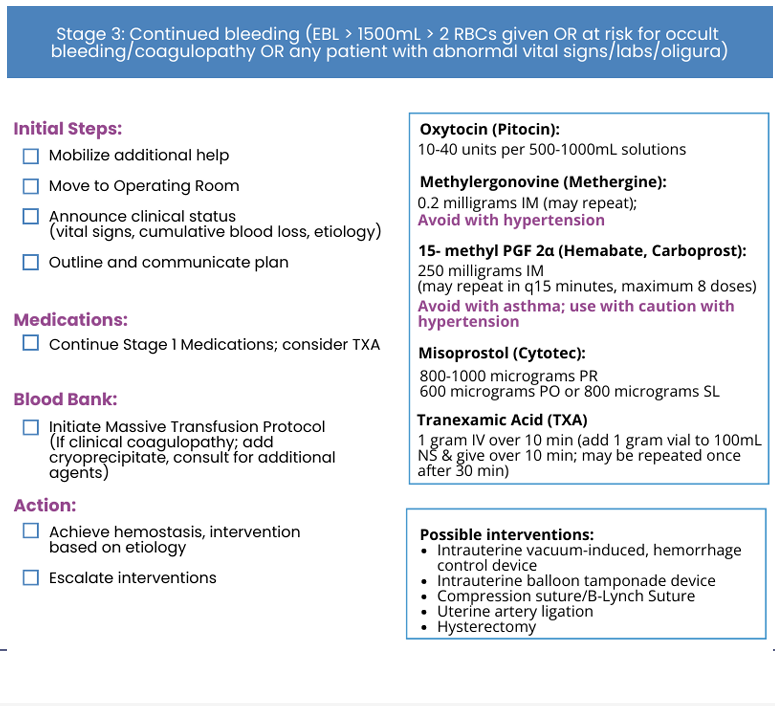 Stage 3: Continued bleeding (EBL > 1500mL > 2 RBCs given OR at risk for occult
bleeding/coagulopathy OR any patient with abnormal vital signs/labs/oligura)
Initial Steps:
Mobilize additional help
Move to Operating Room
Announce clinical status
(vital signs, cumulative blood loss, etiology)
Outline and communicate plan
Medications:
Continue Stage 1 Medications; consider TXA
Blood Bank:
Initiate Massive Transfusion Protocol
(If clinical coagulopathy; add
cryoprecipitate, consult for additional
agents)
Action:
Achieve hemostasis, intervention
based on etiology
Escalate interventions
Oxytocin (Pitocin):
10-40 units per 500-1000mL solutions
Methylergonovine (Methergine):
0.2 milligrams IM (may repeat);
Avoid with hypertension
15- methyl PGF 2α (Hemabate, Carboprost):
250 milligrams IM
(may repeat in q15 minutes, maximum 8 doses)
Avoid with asthma; use with caution with
hypertension
Misoprostol (Cytotec):
800-1000 micrograms PR
600 micrograms PO or 800 micrograms SL
Tranexamic Acid (TXA)
1 gram IV over 10 min (add 1 gram vial to 100mL
NS & give over 10 min; may be repeated once
after 30 min)
Possible interventions:
• Intrauterine vacuum-induced, hemorrhage
control device
• Intrauterine balloon tamponade device
• Compression suture/B-Lynch Suture
• Uterine artery ligation
• Hysterectomy